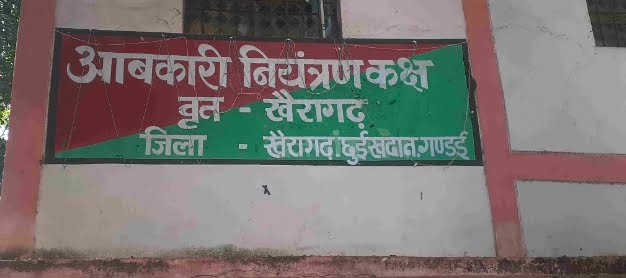 आबकारी नियंत्रण कक्ष
वृत - खैरागढ़
जिला - खैरागढ़.छुईखदान.गण्डई